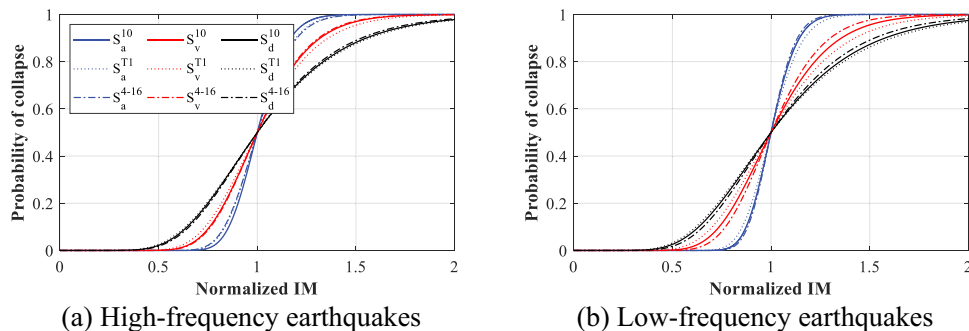 1
0.8
0.6
0.4
0.2
0
Probability of collapse
S_a^10 S_v^10 S_d^10
S_a^T1 S_v^T1 S_d^T1
S_a^4-16 S_v^4-16 S_d^4-16
0 0.5 1 1.5 2
Normalized IM
(a) High-frequency earthquakes
1
0.8
0.6
0.4
0.2
0
Probability of collapse
0 0.5 1 1.5 2
Normalized IM
(b) Low-frequency earthquakes